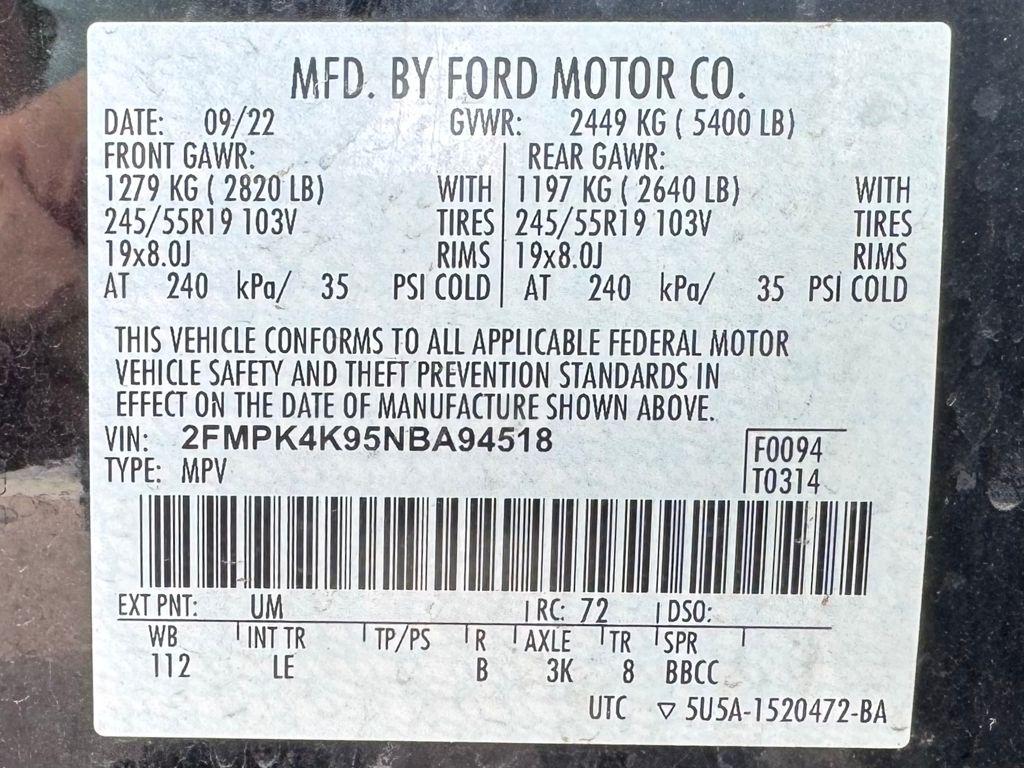 MFD. BY FORD MOTOR CO.
DATE: 09/22 GVWR: 2449 KG ( 5400 LB)
FRONT GAWR: REAR GAWR:
1279 KG ( 2820 LB) WITH 1197 KG ( 2640 LB) WITH
245/55R19 103V TIRES 245/55R19 103V TIRES
19x8.0J RIMS 19x8.0J RIMS
AT 240 kPa/ 35 PSI COLD AT 240 kPa/ 35 PSI COLD
THIS VEHICLE CONFORMS TO ALL APPLICABLE FEDERAL MOTOR
VEHICLE SAFETY AND THEFT PREVENTION STANDARDS IN
EFFECT ON THE DATE OF MANUFACTURE SHOWN ABOVE.
VIN: 2FMPK4K95NBA94518 F0094
TYPE: MPV T0314
EXT PNT: UM RC: 72 DSO:
WB INT TR TP/PS R AXLE TR SPR
112 LE B 3K 8 BBCC
UTC ▽ 5U5A-1520472-BA